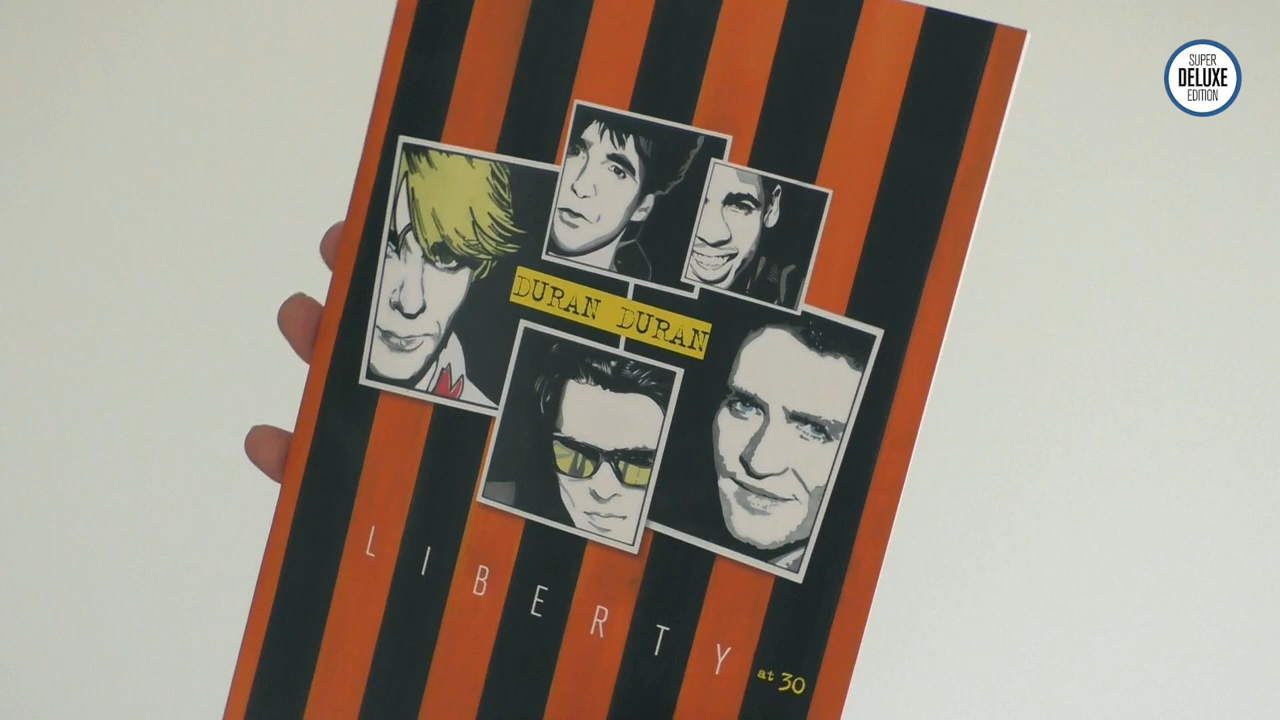 SUPER
DELUXE
EDITION
DURAN DURAN
LIBERTY
at 30